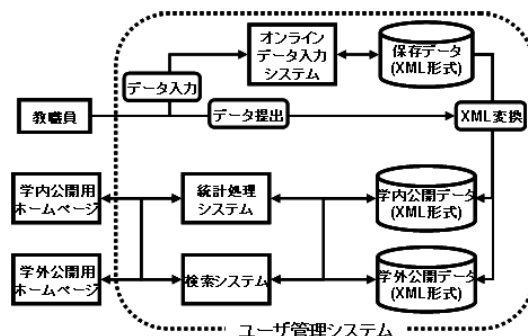 オンライン
データ入力
システム
保存データ
(XML形式)
データ入力
教職員
データ提出
XML変換
学内公開用
ホームページ
統計処理
システム
学内公開データ
(XML形式)
学外公開用
ホームページ
検索システム
学外公開データ
(XML形式)
ユーザ管理システム